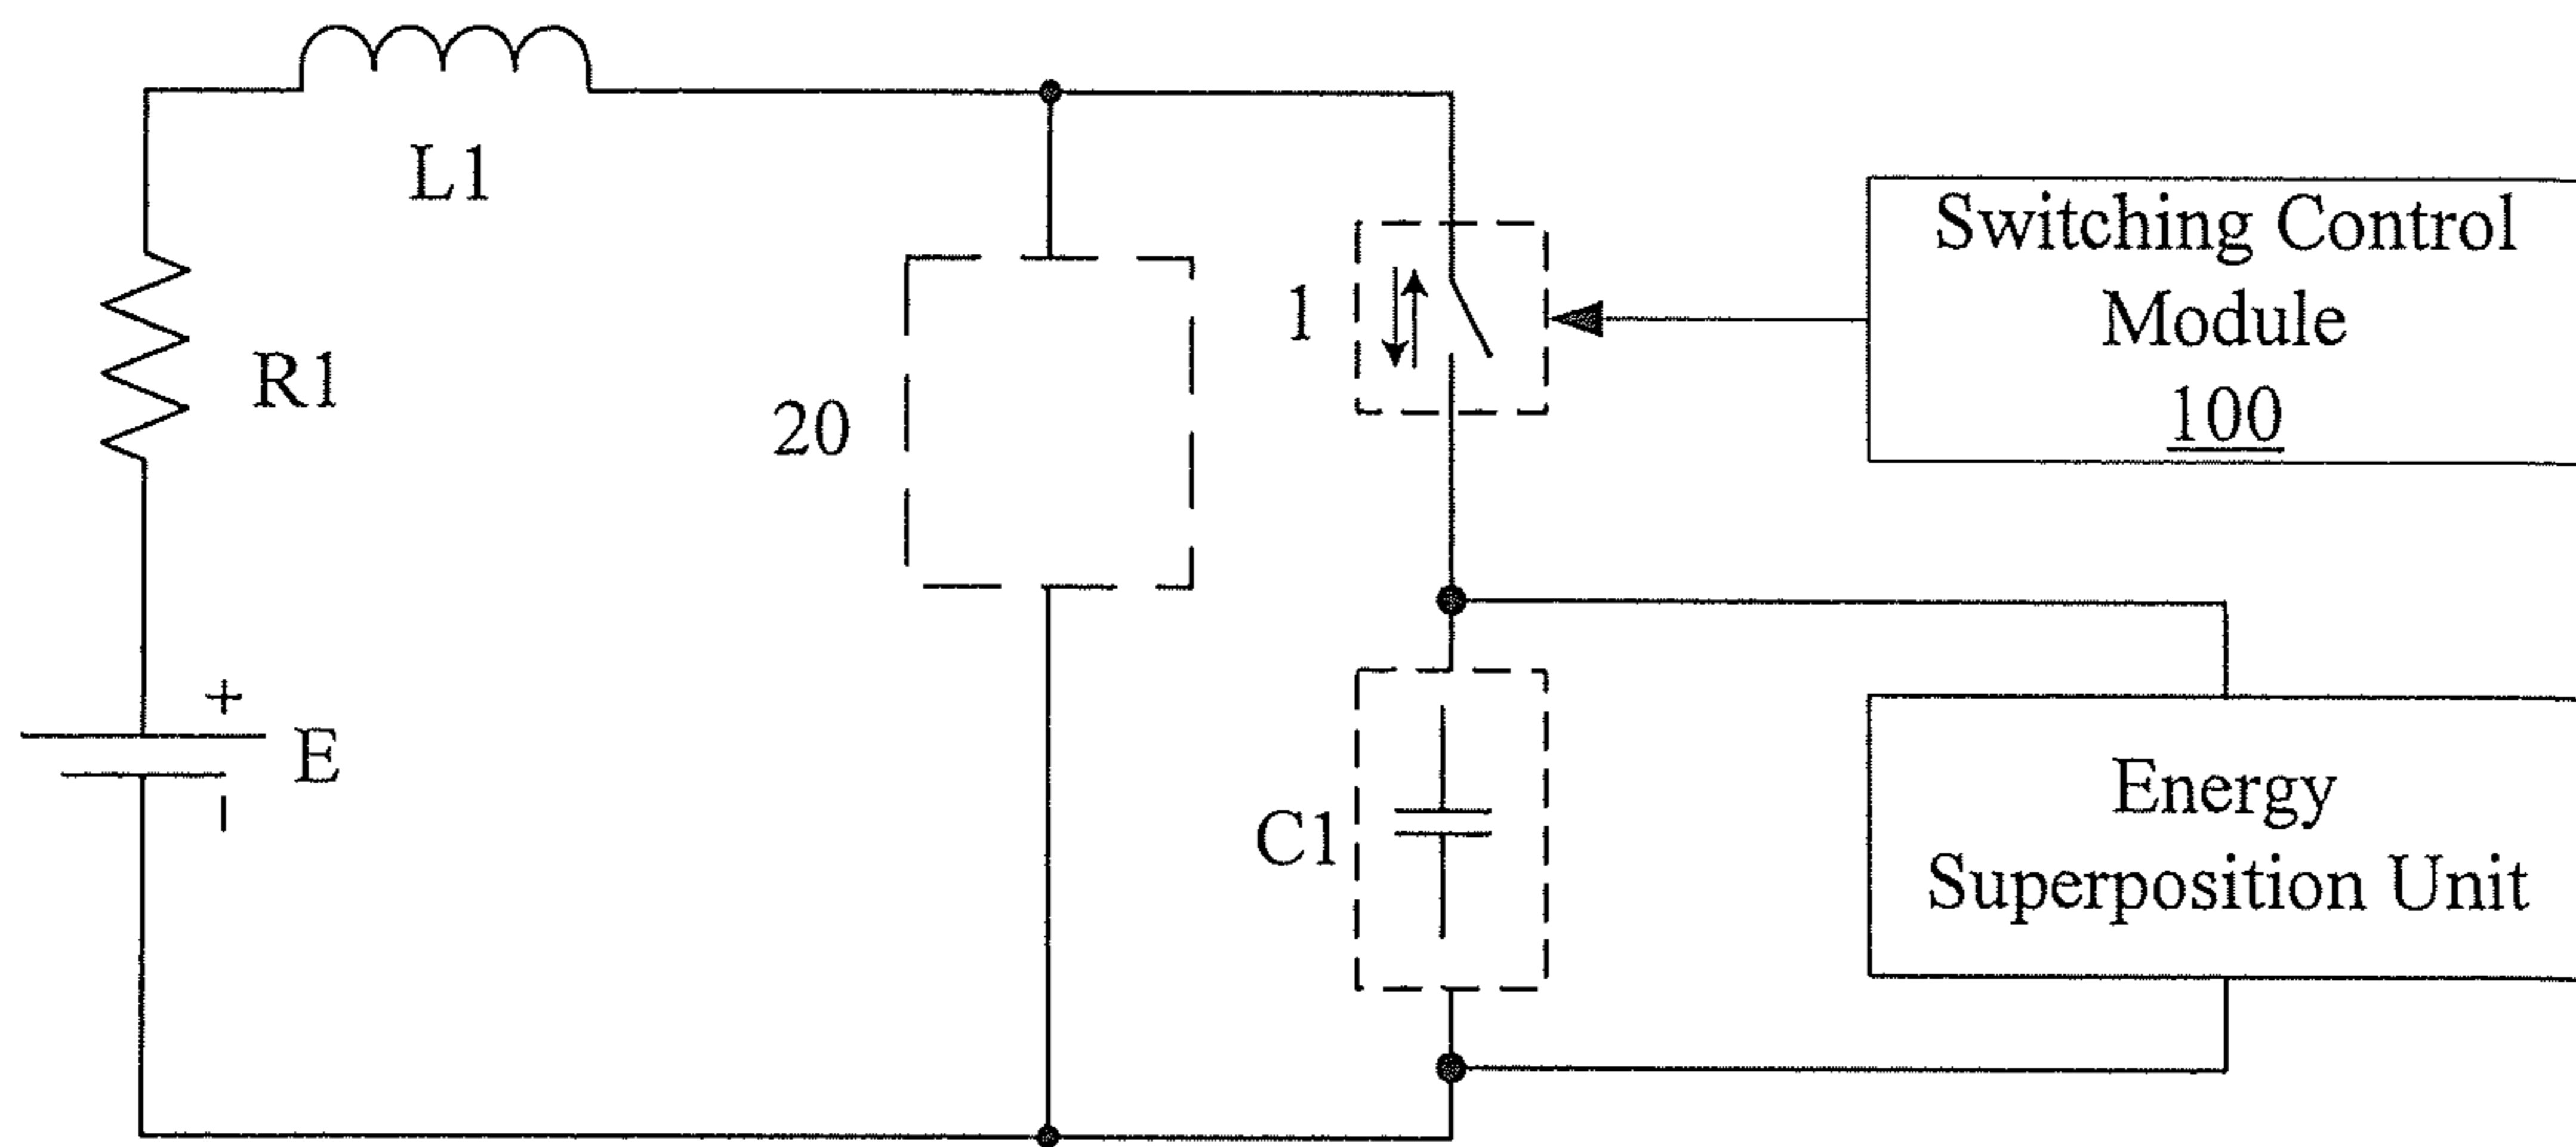 L1
R1
+
E
-
20
1
Switching Control
Module
100
C1
Energy
Superposition Unit